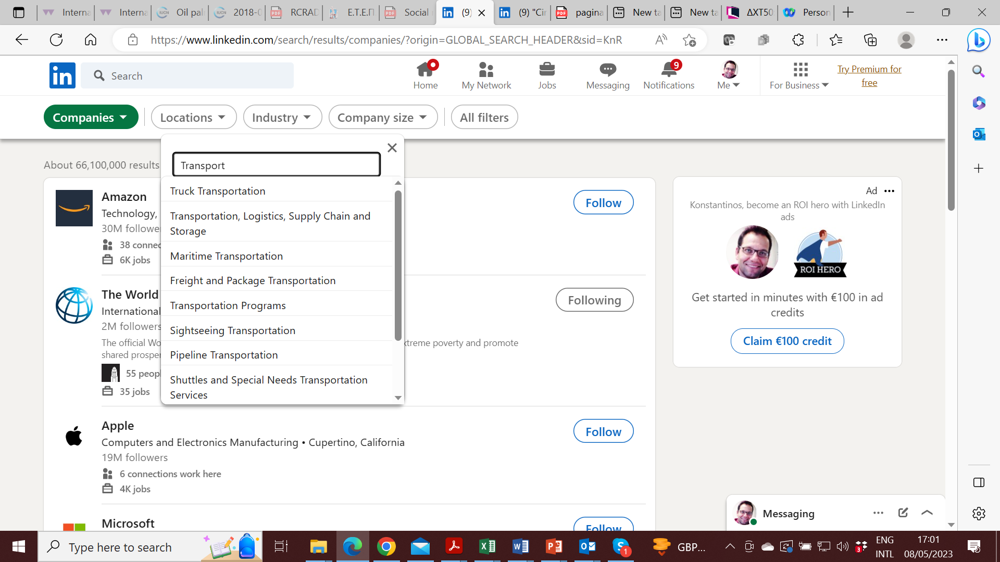 Interna
Interna
Oil pal
2018-0
RCRAD
Ε.Τ.Ε.Π.
Social
(9)
(9) "Cir
pagina
New ta
New ta
ΔΧΤ50
Person
https://www.linkedin.com/search/results/companies/?origin=GLOBAL_SEARCH_HEADER&sid=KnR
in
Search
Home
My Network
Jobs
Messaging
9
Notifications
Me
For Business
Try Premium for
free
Companies
Locations
Industry
Company size
All filters
About 66,100,000 results
Transport
Truck Transportation
Transportation, Logistics, Supply Chain and
Storage
Maritime Transportation
Freight and Package Transportation
Transportation Programs
Sightseeing Transportation
Pipeline Transportation
Shuttles and Special Needs Transportation
Services
Amazon
Technology,
30M follower
38 connec
6K jobs
Follow
The World
International
2M followers
The official Wo
xtreme poverty and promote
shared prosper
55 peopl
35 jobs
Following
Apple
Computers and Electronics Manufacturing • Cupertino, California
19M followers
6 connections work here
4K jobs
Follow
Microsoft
Follow
Ad
Konstantinos, become an ROI hero with LinkedIn
ads
ROI HERO
Get started in minutes with €100 in ad
credits
Claim €100 credit
Messaging
Type here to search
GBP...
ENG
INTL
17:01
08/05/2023